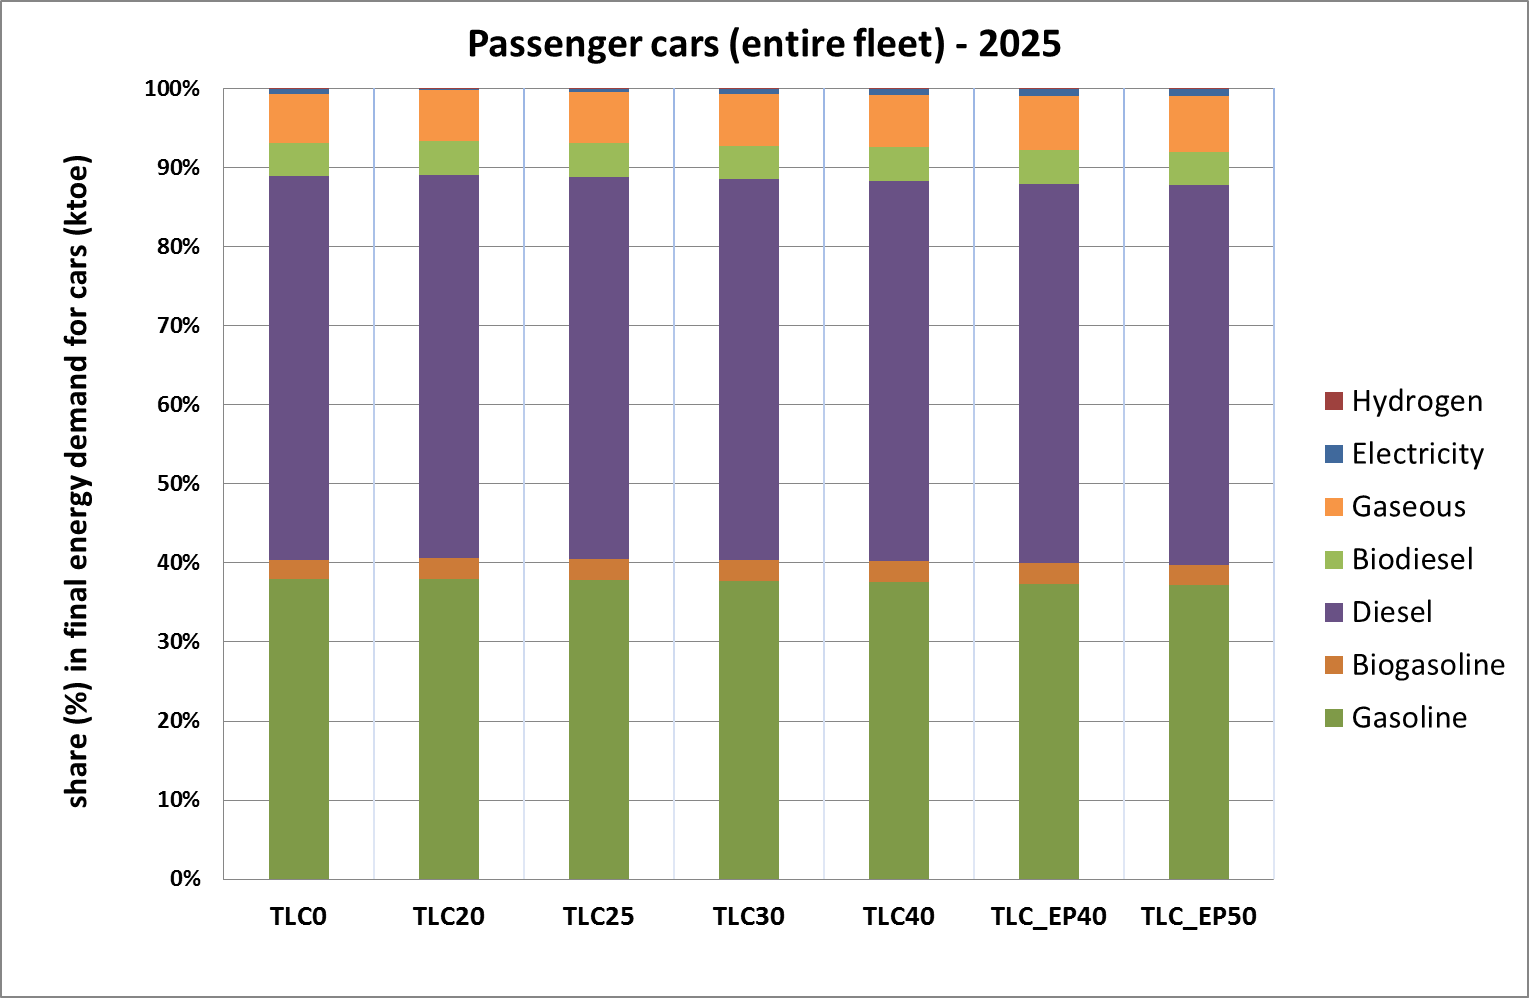 Passenger cars (entire fleet) - 2025
share (%) in final energy demand for cars (ktoe)
100%
90%
80%
70%
60%
50%
40%
30%
20%
10%
0%
TLC0 TLC20 TLC25 TLC30 TLC40 TLC_EP40 TLC_EP50
Hydrogen
Electricity
Gaseous
Biodiesel
Diesel
Biogasoline
Gasoline